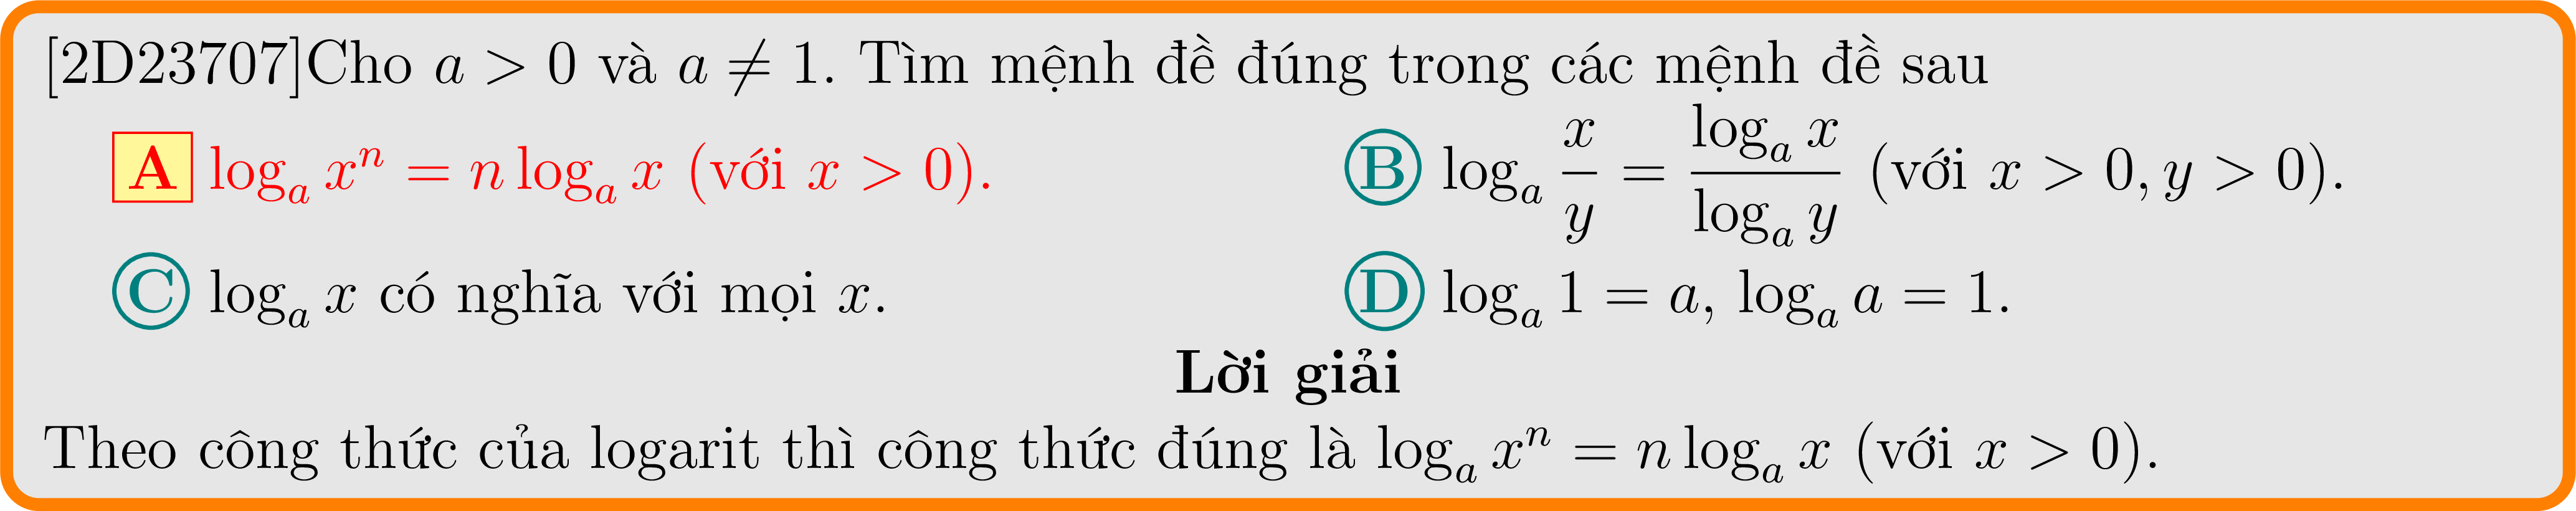 [2D23707]Cho $a > 0$ và $a \neq 1$. Tìm mệnh đề đúng trong các mệnh đề sau
A $\log_a x^n = n \log_a x$ (với $x > 0$). B $\log_a \dfrac{x}{y} = \dfrac{\log_a x}{\log_a y}$ (với $x > 0, y > 0$).
C $\log_a x$ có nghĩa với mọi $x$. D $\log_a 1 = a$, $\log_a a = 1$.
Lời giải
Theo công thức của logarit thì công thức đúng là $\log_a x^n = n \log_a x$ (với $x > 0$).